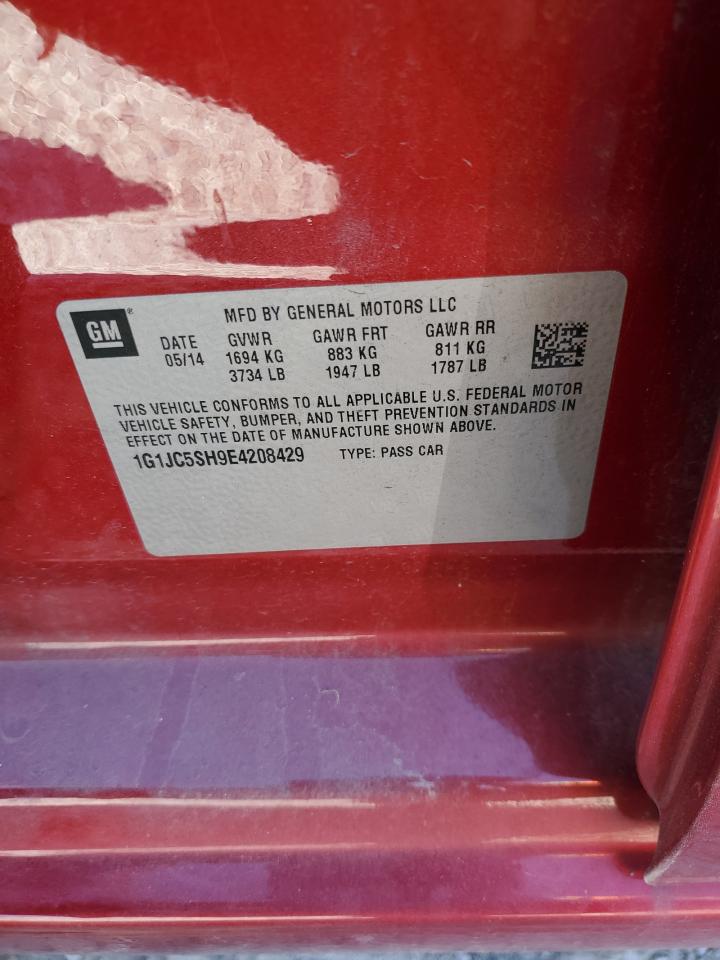 MFD BY GENERAL MOTORS LLC
GM®
DATE GVWR GAWR FRT GAWR RR
05/14 1694 KG 883 KG 811 KG
3734 LB 1947 LB 1787 LB
THIS VEHICLE CONFORMS TO ALL APPLICABLE U.S. FEDERAL MOTOR
VEHICLE SAFETY, BUMPER, AND THEFT PREVENTION STANDARDS IN
EFFECT ON THE DATE OF MANUFACTURE SHOWN ABOVE.
1G1JC5SH9E4208429 TYPE: PASS CAR